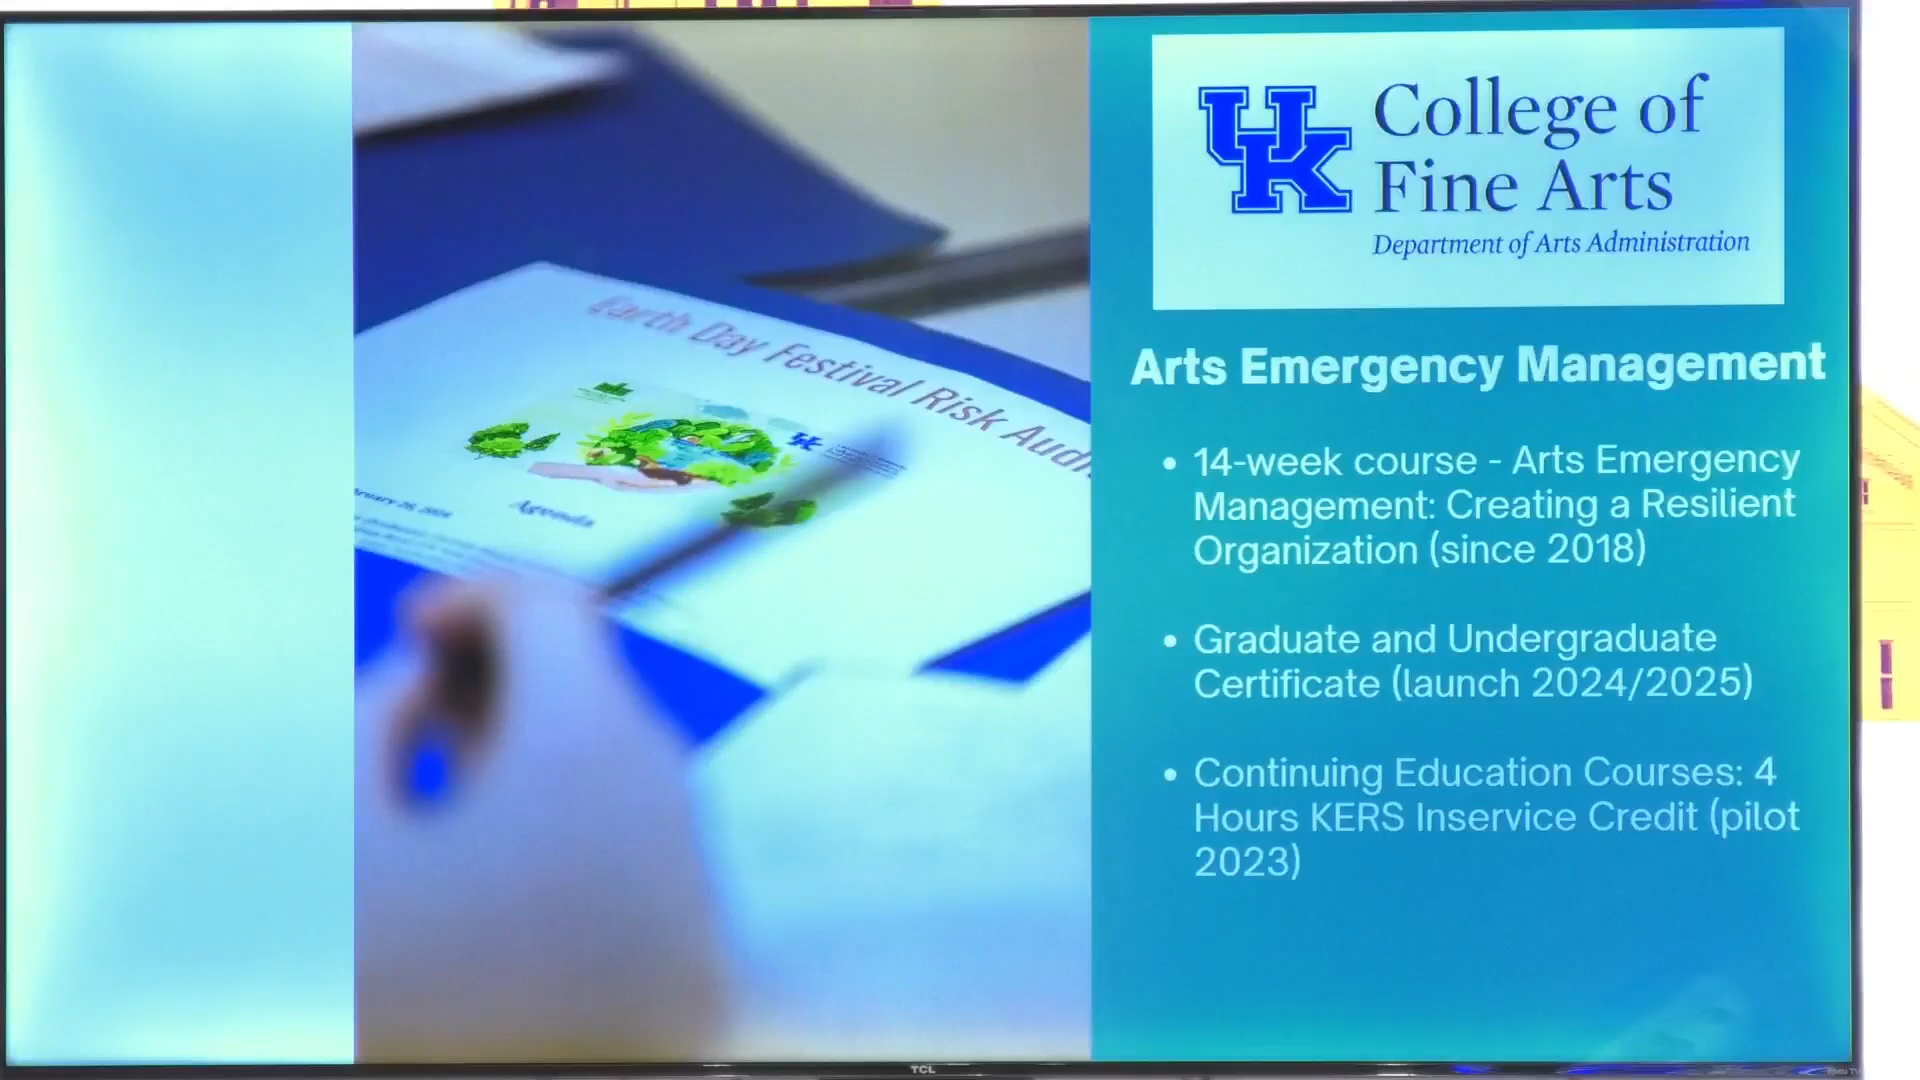 UK
College of
Fine Arts
Department of Arts Administration
Arts Emergency Management
• 14-week course - Arts Emergency
Management: Creating a Resilient
Organization (since 2018)
• Graduate and Undergraduate
Certificate (launch 2024/2025)
• Continuing Education Courses: 4
Hours KERS Inservice Credit (pilot
2023)
Earth Day Festival Risk Audi
UK
Agenda
TCL